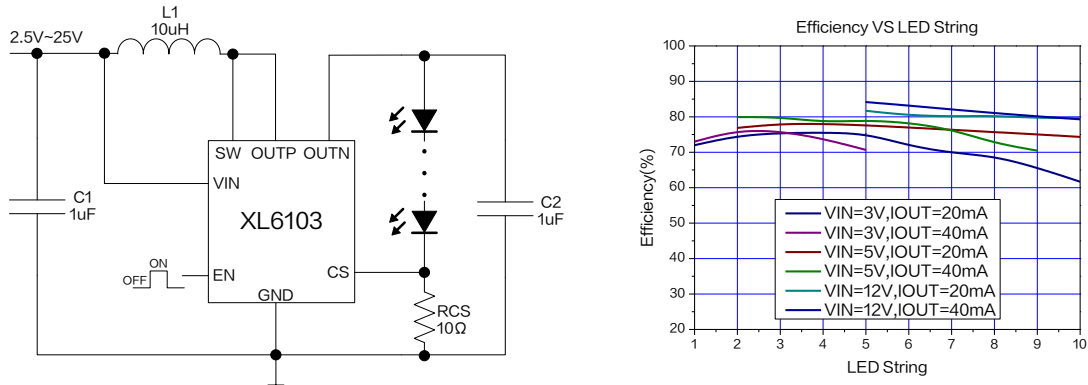 L1
10uH
2.5V~25V
SW OUTP OUTN
VIN
XL6103
C1
1uF
C2
1uF
ON
OFF
EN
CS
GND
RCS
10Ω
Efficiency VS LED String
Efficiency(%)
100
90
80
70
60
50
40
30
20
VIN=3V,IOUT=20mA
VIN=3V,IOUT=40mA
VIN=5V,IOUT=20mA
VIN=5V,IOUT=40mA
VIN=12V,IOUT=20mA
VIN=12V,IOUT=40mA
1 2 3 4 5 6 7 8 9 10
LED String